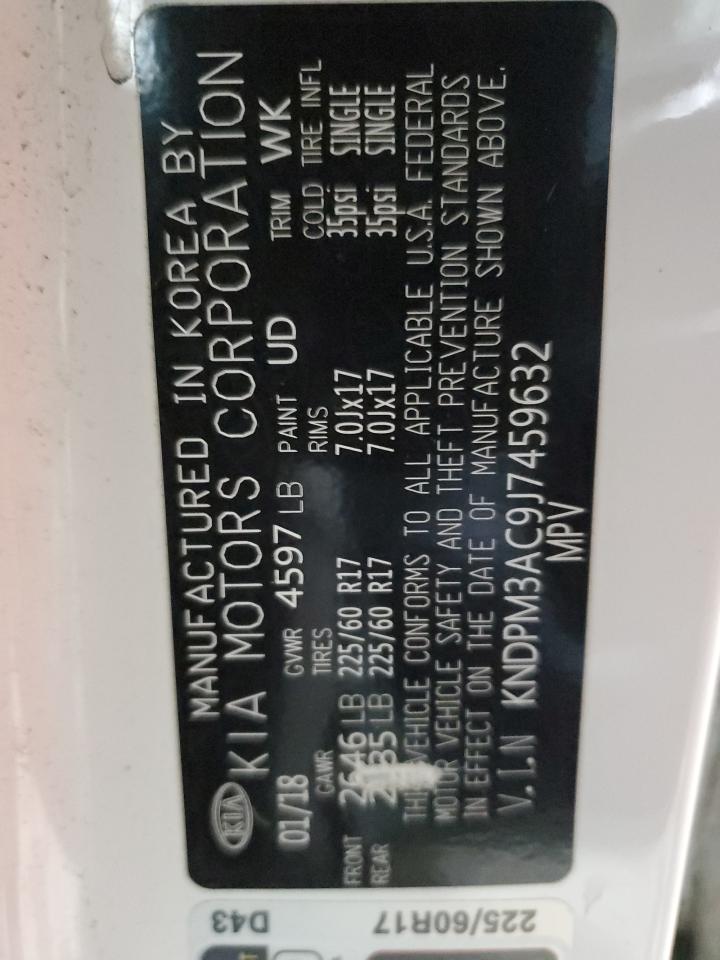 MANUFACTURED IN KOREA BY
KIA KIA MOTORS CORPORATION
01/18 GVWR 4597 LB PAINT UD TRIM WK
GAWR TIRES RIMS COLD TIRE INFL
FRONT 2646 LB 225/60 R17 7.0Jx17 35psi SINGLE
REAR LB 225/60 R17 7.0Jx17 35psi SINGLE
THIS VEHICLE CONFORMS TO ALL APPLICABLE U.S.A. FEDERAL
MOTOR VEHICLE SAFETY AND THEFT PREVENTION STANDARDS
IN EFFECT ON THE DATE OF MANUFACTURE SHOWN ABOVE.
V.I.N KNDPM3AC9J7459632
MPV
D43
225/60R17